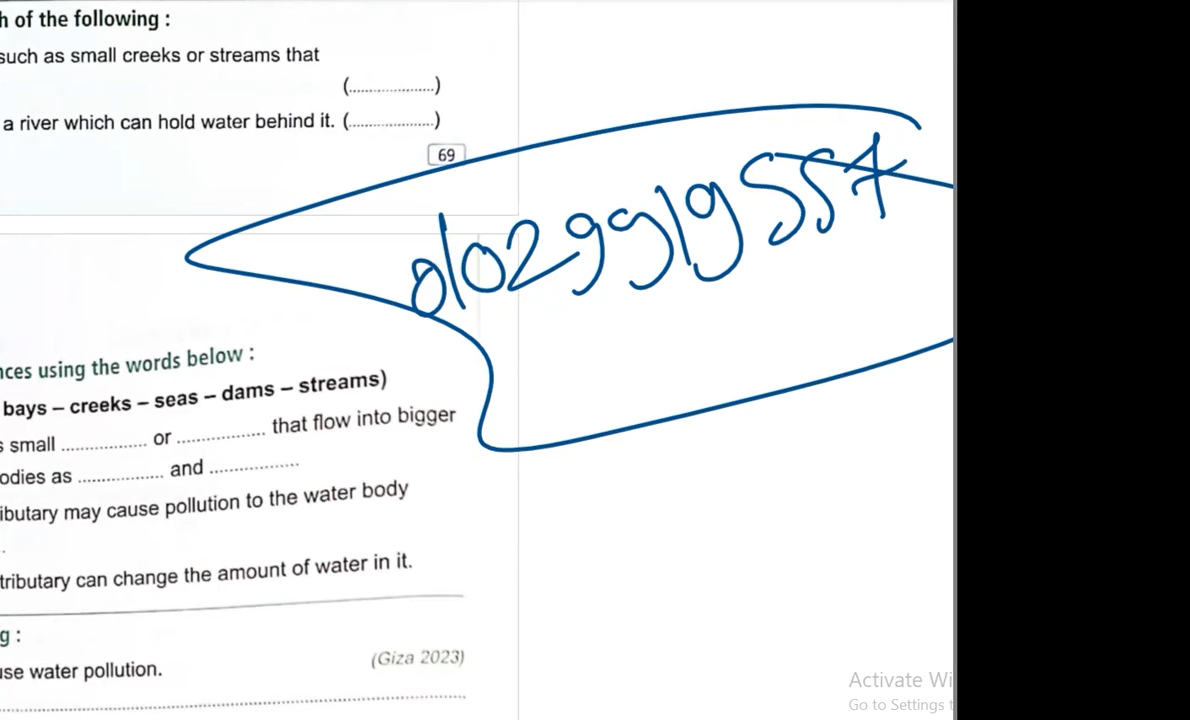 h of the following :
such as small creeks or streams that
(......................)
a river which can hold water behind it. (......................)
69
01029919554
nces using the words below :
bays – creeks – seas – dams – streams)
s small ................. or ................. that flow into bigger
odies as ................. and .................
ibutary may cause pollution to the water body
.
tributary can change the amount of water in it.
g :
use water pollution.
(Giza 2023)
Activate Wi
Go to Settings t